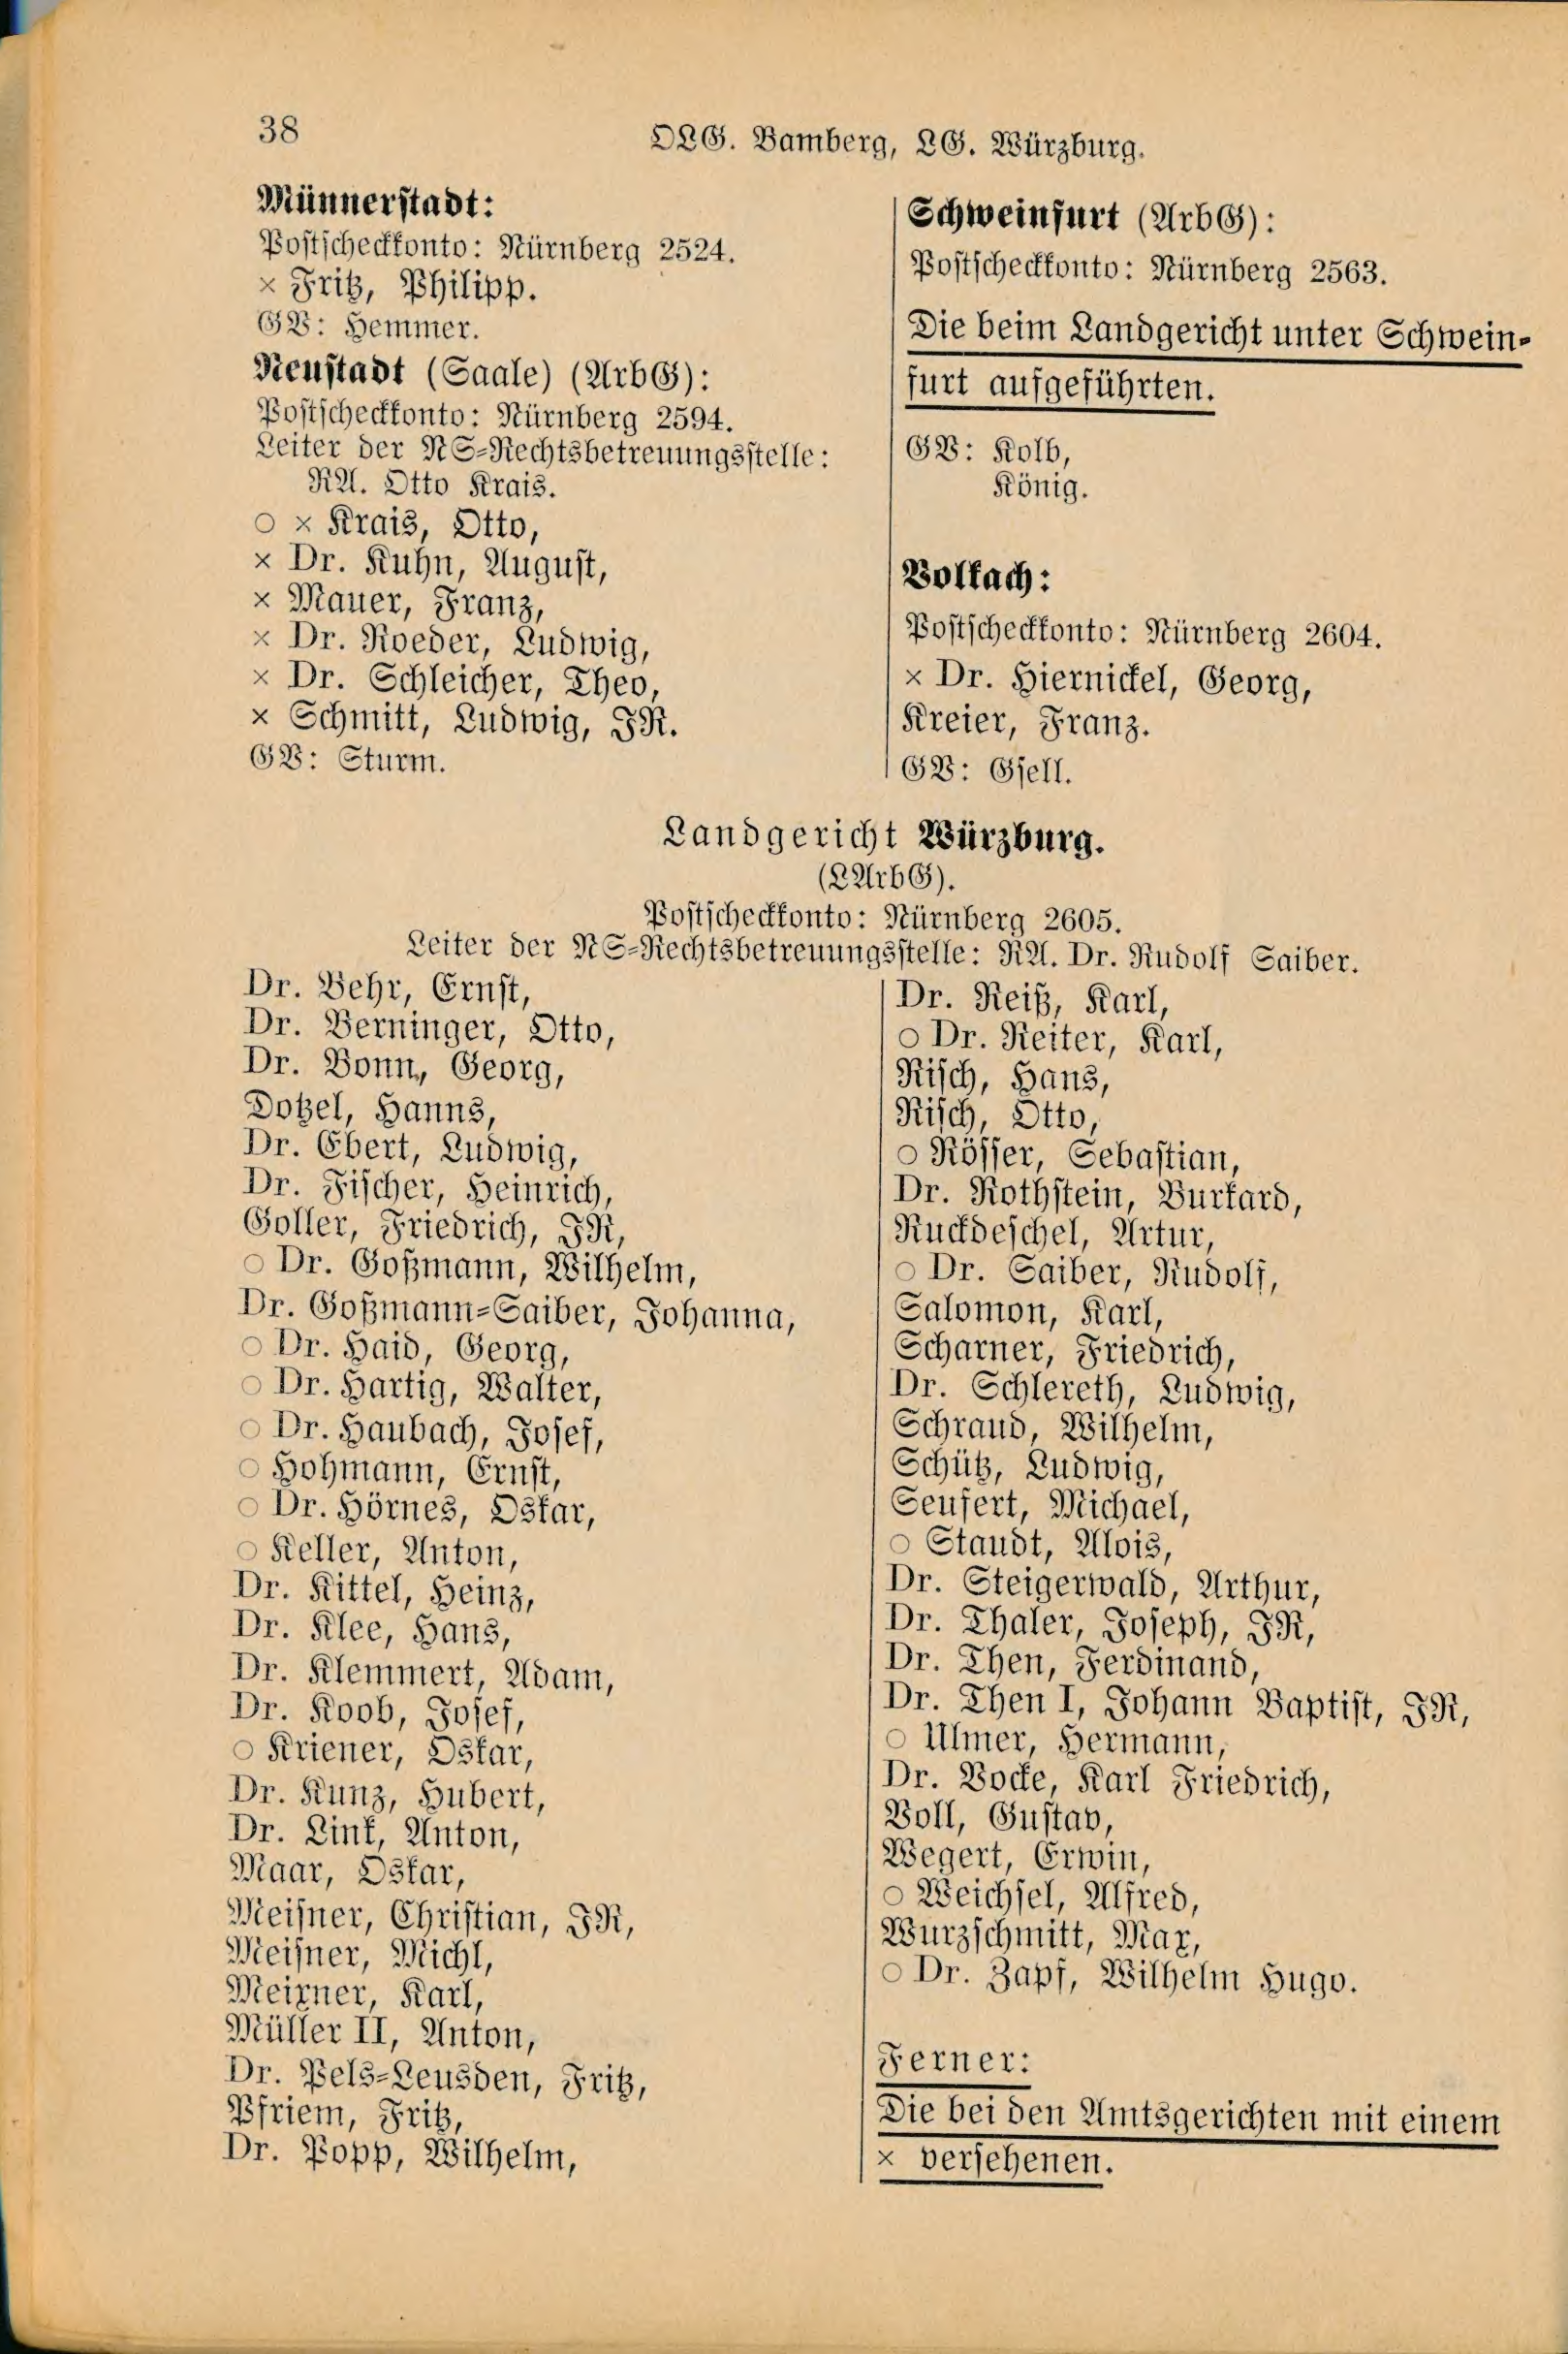 38
OLG. Bamberg, LG. Würzburg.
Münnerstadt:
Postscheckkonto: Nürnberg 2524.
× Fritz, Philipp.
GV: Hemmer.
Neustadt (Saale) (ArbG):
Postscheckkonto: Nürnberg 2594.
Leiter der NS-Rechtsbetreuungsstelle:
RA. Otto Krais.
○ × Krais, Otto,
× Dr. Kuhn, August,
× Mauer, Franz,
× Dr. Roeder, Ludwig,
× Dr. Schleicher, Theo,
× Schmitt, Ludwig, JR.
GV: Sturm.
Schweinfurt (ArbG):
Postscheckkonto: Nürnberg 2563.
Die beim Landgericht unter Schwein-
furt aufgeführten.
GV: Kolb,
König.
Volkach:
Postscheckkonto: Nürnberg 2604.
× Dr. Hiernickel, Georg,
Kreier, Franz.
GV: Gsell.
Landgericht Würzburg.
(LArbG).
Postscheckkonto: Nürnberg 2605.
Leiter der NS-Rechtsbetreuungsstelle: RA. Dr. Rudolf Saiber.
Dr. Behr, Ernst,
Dr. Berninger, Otto,
Dr. Bonn, Georg,
Dotzel, Hanns,
Dr. Ebert, Ludwig,
Dr. Fischer, Heinrich,
Goller, Friedrich, JR,
○ Dr. Goßmann, Wilhelm,
Dr. Goßmann-Saiber, Johanna,
○ Dr. Haid, Georg,
○ Dr. Hartig, Walter,
○ Dr. Haubach, Josef,
○ Hohmann, Ernst,
○ Dr. Hörnes, Oskar,
○ Keller, Anton,
Dr. Kittel, Heinz,
Dr. Klee, Hans,
Dr. Klemmert, Adam,
Dr. Koob, Josef,
○ Kriener, Oskar,
Dr. Kunz, Hubert,
Dr. Link, Anton,
Maar, Oskar,
Meisner, Christian, JR,
Meisner, Michl,
Meixner, Karl,
Müller II, Anton,
Dr. Pels-Leusden, Fritz,
Pfriem, Fritz,
Dr. Popp, Wilhelm,
Dr. Reiß, Karl,
○ Dr. Reiter, Karl,
Risch, Hans,
Risch, Otto,
○ Rösser, Sebastian,
Dr. Rothstein, Burkard,
Ruckdeschel, Artur,
○ Dr. Saiber, Rudolf,
Salomon, Karl,
Scharner, Friedrich,
Dr. Schlereth, Ludwig,
Schraud, Wilhelm,
Schütz, Ludwig,
Seufert, Michael,
○ Staudt, Alois,
Dr. Steigerwald, Arthur,
Dr. Thaler, Joseph, JR,
Dr. Then, Ferdinand,
Dr. Then I, Johann Baptist, JR,
○ Ulmer, Hermann,
Dr. Vocke, Karl Friedrich,
Voll, Gustav,
Wegert, Erwin,
○ Weichsel, Alfred,
Wurzschmitt, Max,
○ Dr. Zapf, Wilhelm Hugo.
Ferner:
Die bei den Amtsgerichten mit einem
× versehenen.